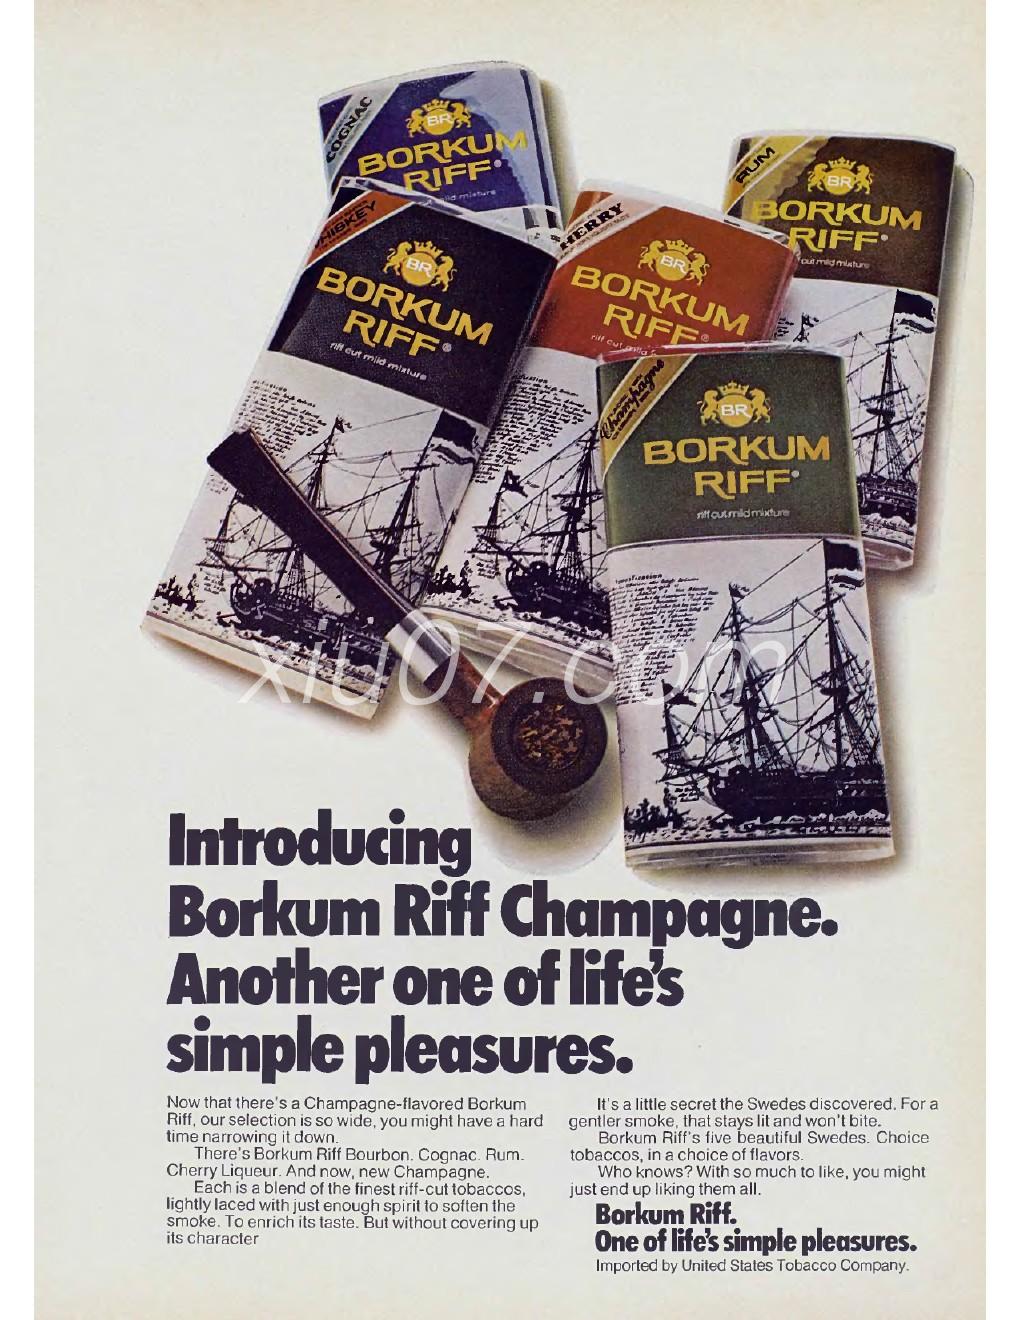 COGNAC
BR
BORKUM
RIFF
mild mixture
WHISKEY
BR
BORKUM
RIFF®
riff cut mild mixture
CHERRY
BR
BORKUM
RIFF®
riff cut mild
RUM
BR
BORKUM
RIFF®
cut mild mixture
Champagne
BR
BORKUM
RIFF®
riff cut mild mixture
xiu07.com
Introducing
Borkum Riff Champagne.
Another one of life's
simple pleasures.
Now that there's a Champagne-flavored Borkum
Riff, our selection is so wide, you might have a hard
time narrowing it down.
There's Borkum Riff Bourbon. Cognac. Rum.
Cherry Liqueur. And now, new Champagne.
Each is a blend of the finest riff-cut tobaccos,
lightly laced with just enough spirit to soften the
smoke. To enrich its taste. But without covering up
its character
It's a little secret the Swedes discovered. For a
gentler smoke, that stays lit and won't bite.
Borkum Riff's five beautiful Swedes. Choice
tobaccos, in a choice of flavors.
Who knows? With so much to like, you might
just end up liking them all.
Borkum Riff.
One of life's simple pleasures.
Imported by United States Tobacco Company.